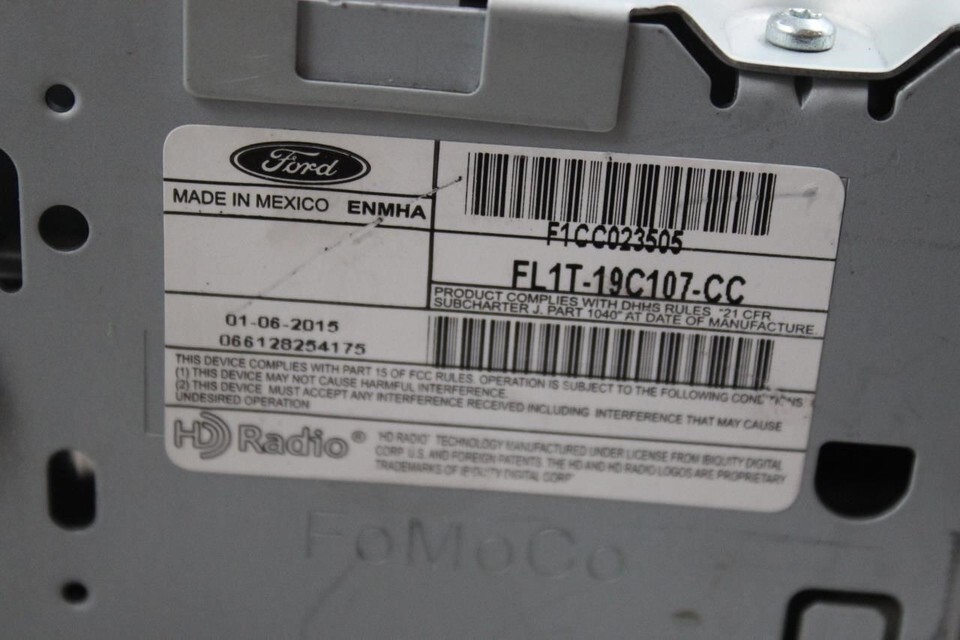 Ford
MADE IN MEXICO ENMHA
F1CC023505
FL1T-19C107-CC
PRODUCT COMPLIES WITH DHHS RULES "21 CFR
SUBCHARTER J. PART 1040" AT DATE OF MANUFACTURE.
01-06-2015
066128254175
THIS DEVICE COMPLIES WITH PART 15 OF FCC RULES. OPERATION IS SUBJECT TO THE FOLLOWING CONDITIONS
(1) THIS DEVICE MAY NOT CAUSE HARMFUL INTERFERENCE.
(2) THIS DEVICE MUST ACCEPT ANY INTERFERENCE RECEIVED INCLUDING INTERFERENCE THAT MAY CAUSE
UNDESIRED OPERATION
HD Radio®
"HD RADIO" TECHNOLOGY MANUFACTURED UNDER LICENSE FROM IBIQUITY DIGITAL
CORP. U.S. AND FOREIGN PATENTS. THE HD AND HD RADIO LOGOS ARE PROPRIETARY
TRADEMARKS OF IBIQUITY DIGITAL CORP
FoMoCo